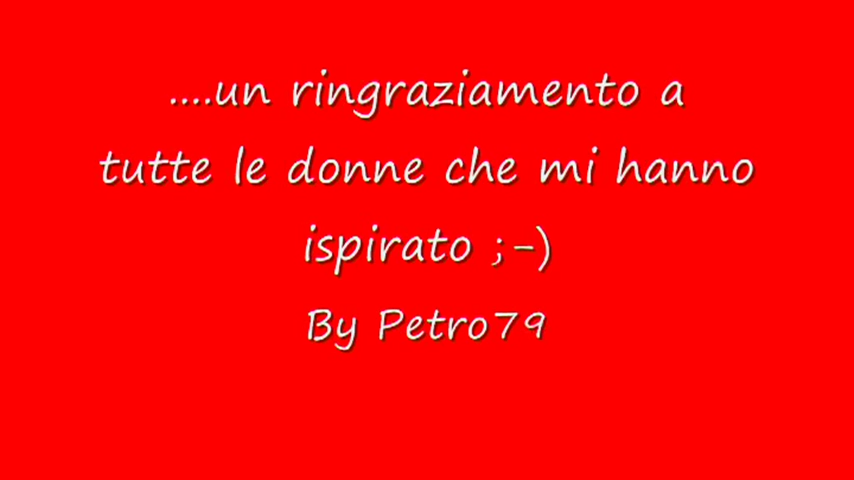 ....un ringraziamento a
tutte le donne che mi hanno
ispirato ;-)
By Petro79